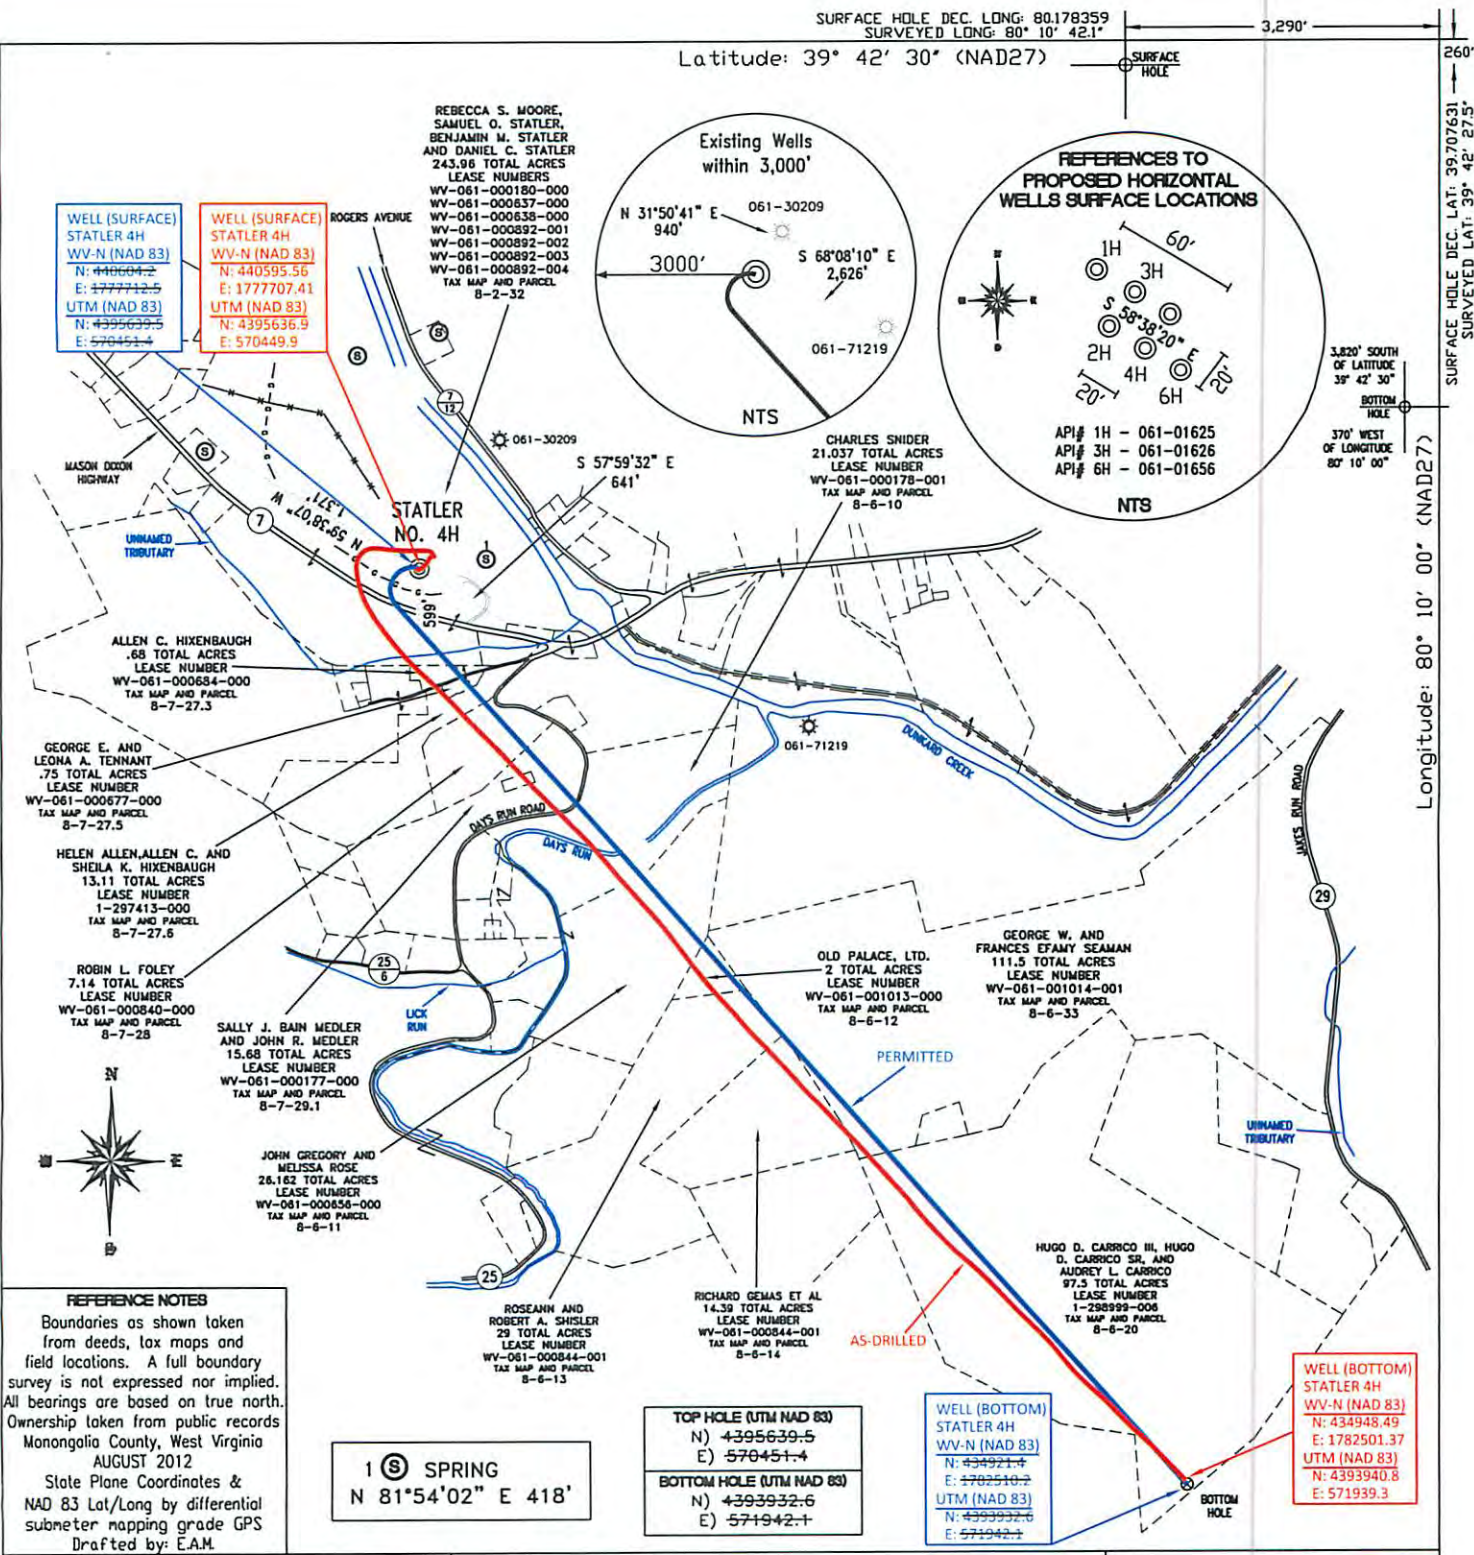 SURFACE HOLE DEC. LONG: 80.178359
SURVEYED LONG: 80° 10' 42.1"
3,290'
Latitude: 39° 42' 30" (NAD27)
SURFACE
HOLE
260'
SURFACE HOLE DEC. LAT: 39.707631
SURVEYED LAT: 39° 42' 27.5"
REBECCA S. MOORE,
SAMUEL O. STATLER,
BENJAMIN M. STATLER
AND DANIEL C. STATLER
243.96 TOTAL ACRES
LEASE NUMBERS
WV-061-000180-000
WV-061-000637-000
WV-061-000638-000
WV-061-000892-001
WV-061-000892-002
WV-061-000892-003
WV-061-000892-004
TAX MAP AND PARCEL
8-2-32
Existing Wells
within 3,000'
N 31°50'41" E
940'
061-30209
S 68°08'10" E
2,626'
3000'
061-71219
NTS
REFERENCES TO
PROPOSED HORIZONTAL
WELLS SURFACE LOCATIONS
60'
1H
3H
S 58°38'20" E
2H
4H
6H
20'
20'
API# 1H - 061-01625
API# 3H - 061-01626
API# 6H - 061-01656
NTS
3,820' SOUTH
OF LATITUDE
39° 42' 30"
BOTTOM
HOLE
370' WEST
OF LONGITUDE
80° 10' 00"
Longitude: 80° 10' 00" (NAD27)
WELL (SURFACE)
STATLER 4H
WV-N (NAD 83)
N: 440604.2
E: 1777712.5
UTM (NAD 83)
N: 4395639.5
E: 570451.4
WELL (SURFACE)
STATLER 4H
WV-N (NAD 83)
N: 440595.56
E: 1777707.41
UTM (NAD 83)
N: 4395636.9
E: 570449.9
ROGERS AVENUE
S
S
S
7
12
061-30209
MASON DIXON
HIGHWAY
7
N 59°38'07" W
1,371'
STATLER
NO. 4H
1
S
S 57°59'32" E
641'
599'
UNNAMED
TRIBUTARY
CHARLES SNIDER
21.037 TOTAL ACRES
LEASE NUMBER
WV-061-000178-001
TAX MAP AND PARCEL
8-6-10
ALLEN C. HIXENBAUGH
.68 TOTAL ACRES
LEASE NUMBER
WV-061-000684-000
TAX MAP AND PARCEL
8-7-27.3
GEORGE E. AND
LEONA A. TENNANT
.75 TOTAL ACRES
LEASE NUMBER
WV-061-000677-000
TAX MAP AND PARCEL
8-7-27.5
HELEN ALLEN,ALLEN C. AND
SHEILA K. HIXENBAUGH
13.11 TOTAL ACRES
LEASE NUMBER
1-297413-000
TAX MAP AND PARCEL
8-7-27.6
ROBIN L. FOLEY
7.14 TOTAL ACRES
LEASE NUMBER
WV-061-000840-000
TAX MAP AND PARCEL
8-7-28
SALLY J. BAIN MEDLER
AND JOHN R. MEDLER
15.68 TOTAL ACRES
LEASE NUMBER
WV-061-000177-000
TAX MAP AND PARCEL
8-7-29.1
JOHN GREGORY AND
MELISSA ROSE
26.162 TOTAL ACRES
LEASE NUMBER
WV-061-000656-000
TAX MAP AND PARCEL
8-6-11
061-71219
DUNKARD CREEK
DAYS RUN ROAD
DAYS RUN
25
6
LICK
RUN
25
JAKES RUN ROAD
29
OLD PALACE, LTD.
2 TOTAL ACRES
LEASE NUMBER
WV-061-001013-000
TAX MAP AND PARCEL
8-6-12
GEORGE W. AND
FRANCES EFAMY SEAMAN
111.5 TOTAL ACRES
LEASE NUMBER
WV-061-001014-001
TAX MAP AND PARCEL
8-6-33
PERMITTED
UNNAMED
TRIBUTARY
N
E
ROSEANN AND
ROBERT A. SHISLER
29 TOTAL ACRES
LEASE NUMBER
WV-061-000844-001
TAX MAP AND PARCEL
8-6-13
RICHARD GEMAS ET AL
14.39 TOTAL ACRES
LEASE NUMBER
WV-061-000844-001
TAX MAP AND PARCEL
8-6-14
AS-DRILLED
HUGO D. CARRICO III, HUGO
D. CARRICO SR, AND
AUDREY L. CARRICO
97.5 TOTAL ACRES
LEASE NUMBER
1-298999-006
TAX MAP AND PARCEL
8-6-20
REFERENCE NOTES
Boundaries as shown taken
from deeds, tax maps and
field locations. A full boundary
survey is not expressed nor implied.
All bearings are based on true north.
Ownership taken from public records
Monongalia County, West Virginia
AUGUST 2012
State Plane Coordinates &
NAD 83 Lat/Long by differential
submeter mapping grade GPS
Drafted by: E.A.M.
1 S SPRING
N 81°54'02" E 418'
TOP HOLE (UTM NAD 83)
N) 4395639.5
E) 570451.4
BOTTOM HOLE (UTM NAD 83)
N) 4393932.6
E) 571942.1
WELL (BOTTOM)
STATLER 4H
WV-N (NAD 83)
N: 434921.4
E: 1782510.2
UTM (NAD 83)
N: 4393932.6
E: 571942.1
WELL (BOTTOM)
STATLER 4H
WV-N (NAD 83)
N: 434948.49
E: 1782501.37
UTM (NAD 83)
N: 4393940.8
E: 571939.3
BOTTOM
HOLE